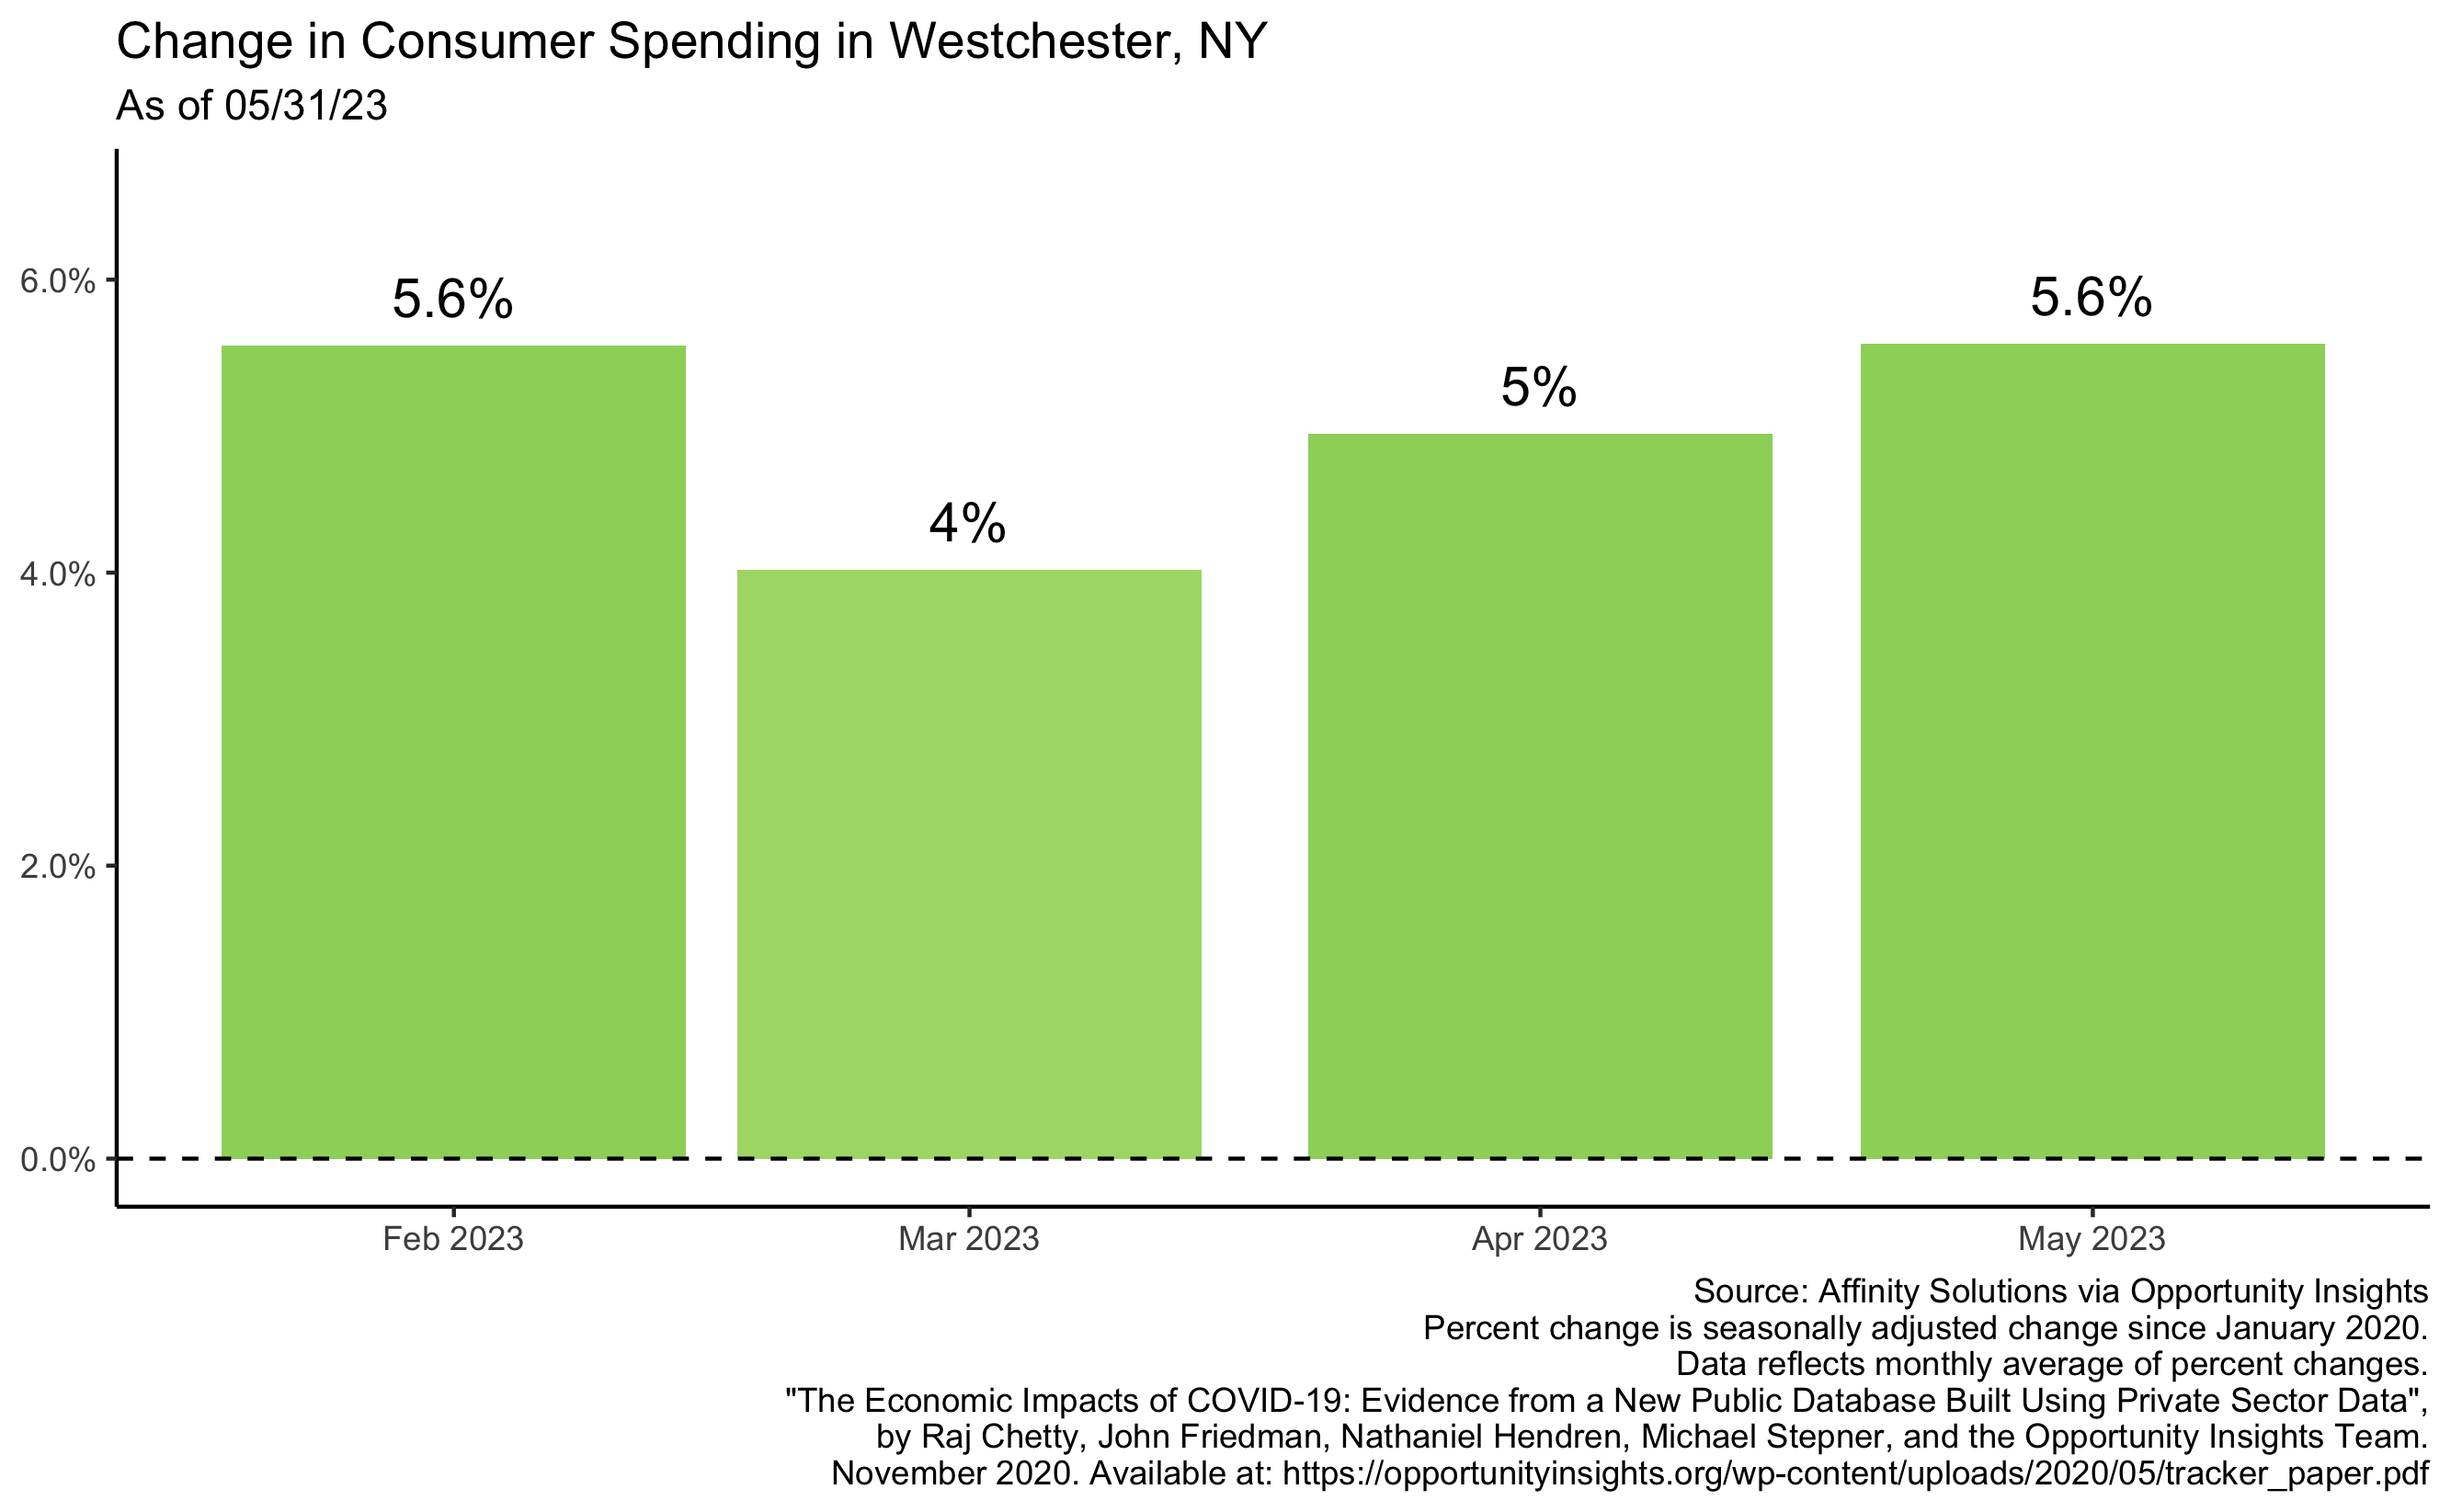 Change in Consumer Spending in Westchester, NY
As of 05/31/23
6.0%
4.0%
2.0%
0.0%
5.6%
4%
5%
5.6%
Feb 2023
Mar 2023
Apr 2023
May 2023
Source: Affinity Solutions via Opportunity Insights
Percent change is seasonally adjusted change since January 2020.
Data reflects monthly average of percent changes.
"The Economic Impacts of COVID-19: Evidence from a New Public Database Built Using Private Sector Data",
by Raj Chetty, John Friedman, Nathaniel Hendren, Michael Stepner, and the Opportunity Insights Team.
November 2020. Available at: https://opportunityinsights.org/wp-content/uploads/2020/05/tracker_paper.pdf